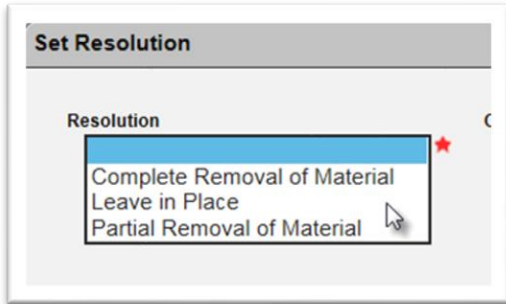 Set Resolution
Resolution
Complete Removal of Material
Leave in Place
Partial Removal of Material